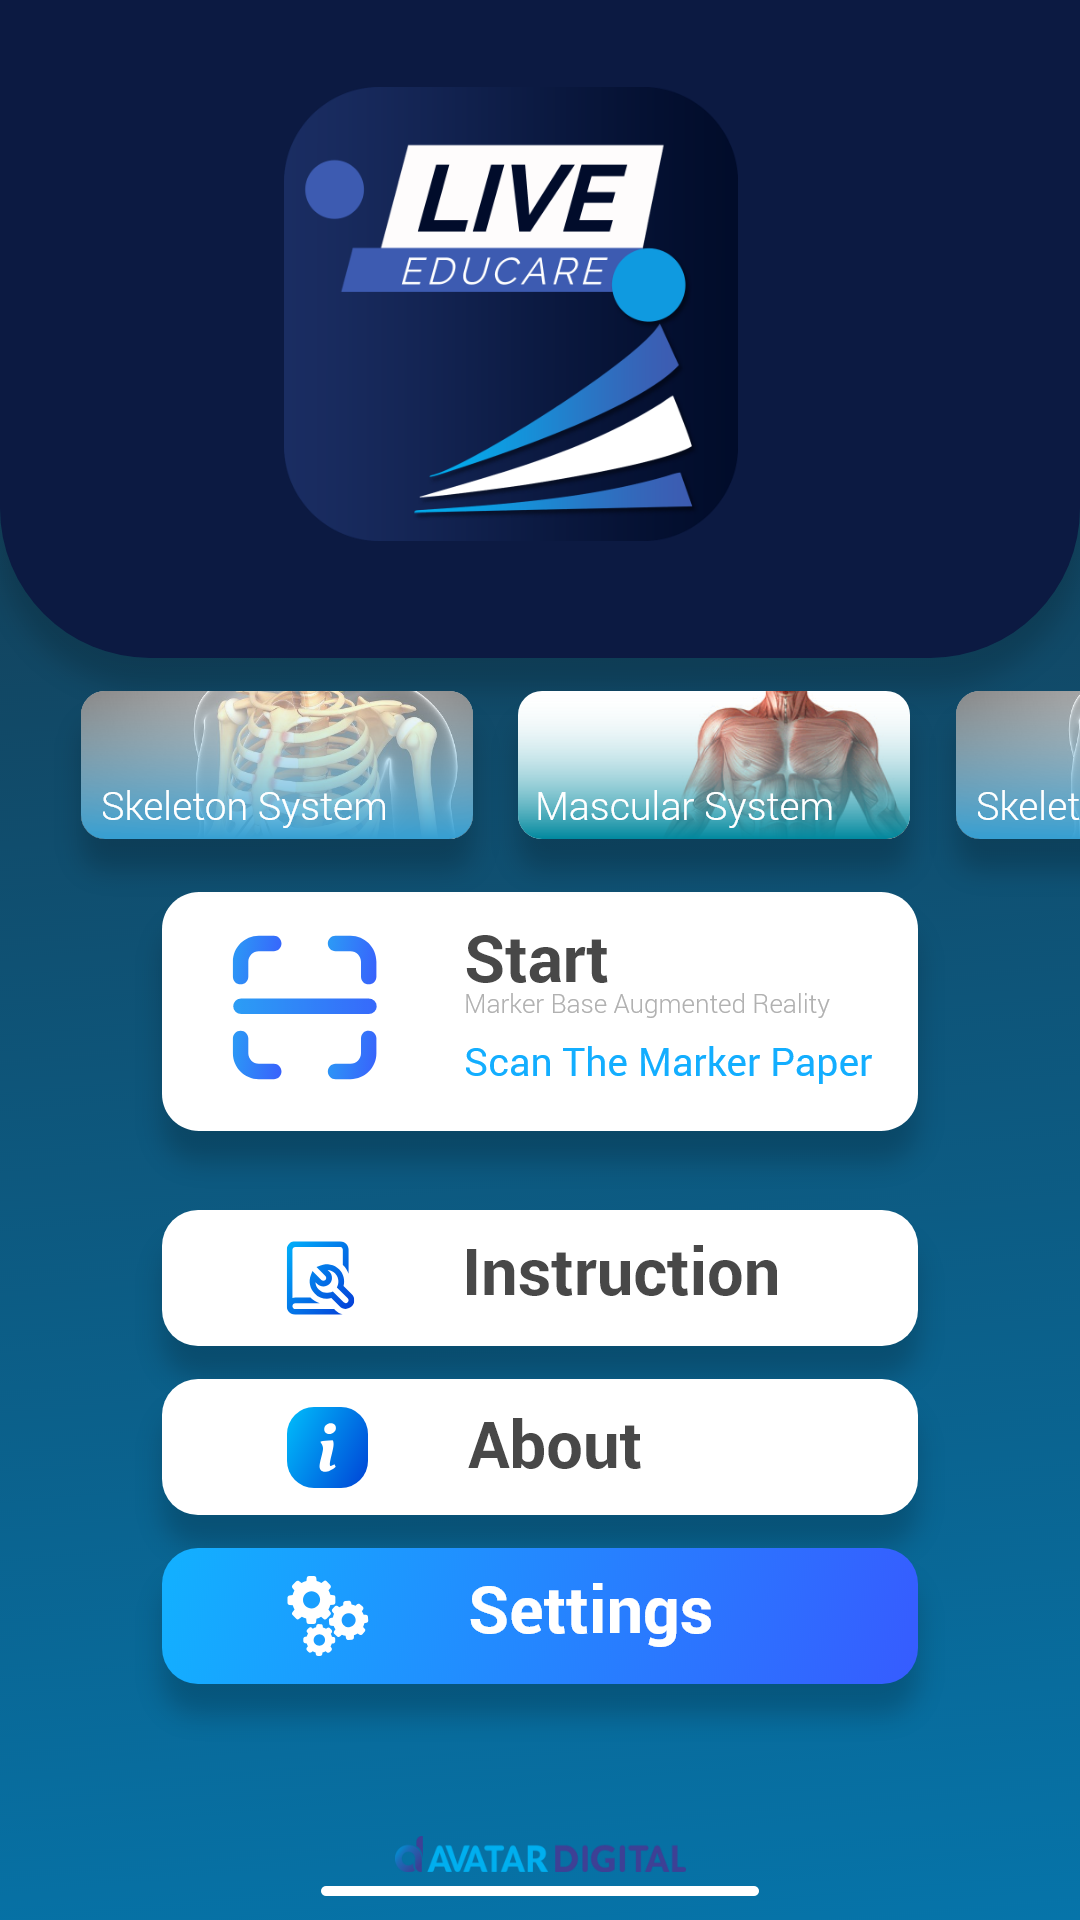 LIVE
EDUCARE
Skeleton System
Mascular System
Skelet
Start
Marker Base Augmented Reality
Scan The Marker Paper
Instruction
About
Settings
AVATAR DIGITAL